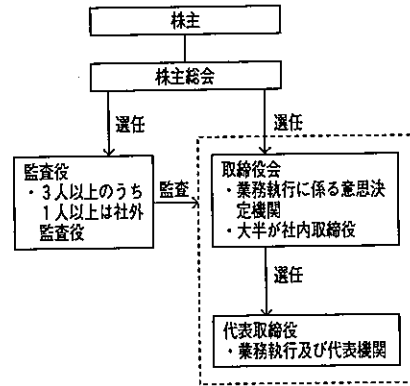 株主
株主総会
選任
選任
監査役
・3人以上のうち
1人以上は社外
監査役
監査
取締役会
・業務執行に係る意思決
定機関
・大半が社内取締役
選任
代表取締役
・業務執行及び代表機関